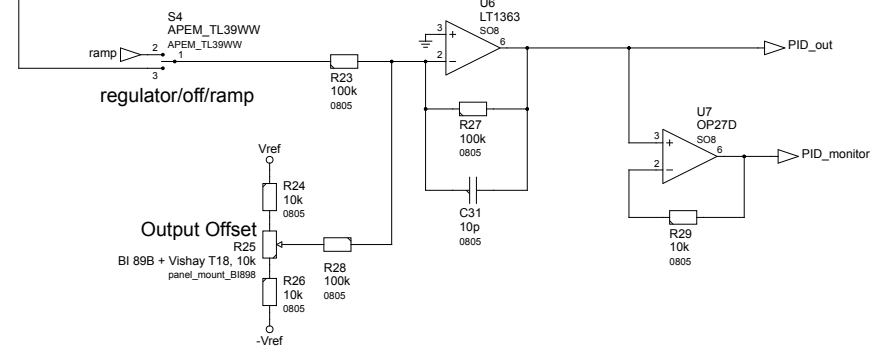 S4
APEM_TL39WW
APEM_TL39WW
ramp
2
1
3
regulator/off/ramp
R23
100k
0805
U6
LT1363
SO8
3
+
2
-
6
R27
100k
0805
C31
10p
0805
PID_out
U7
OP27D
SO8
3
+
2
-
6
PID_monitor
R29
10k
0805
Vref
R24
10k
0805
Output Offset
R25
BI 89B + Vishay T18, 10k
panel_mount_BI898
R28
100k
0805
R26
10k
0805
-Vref